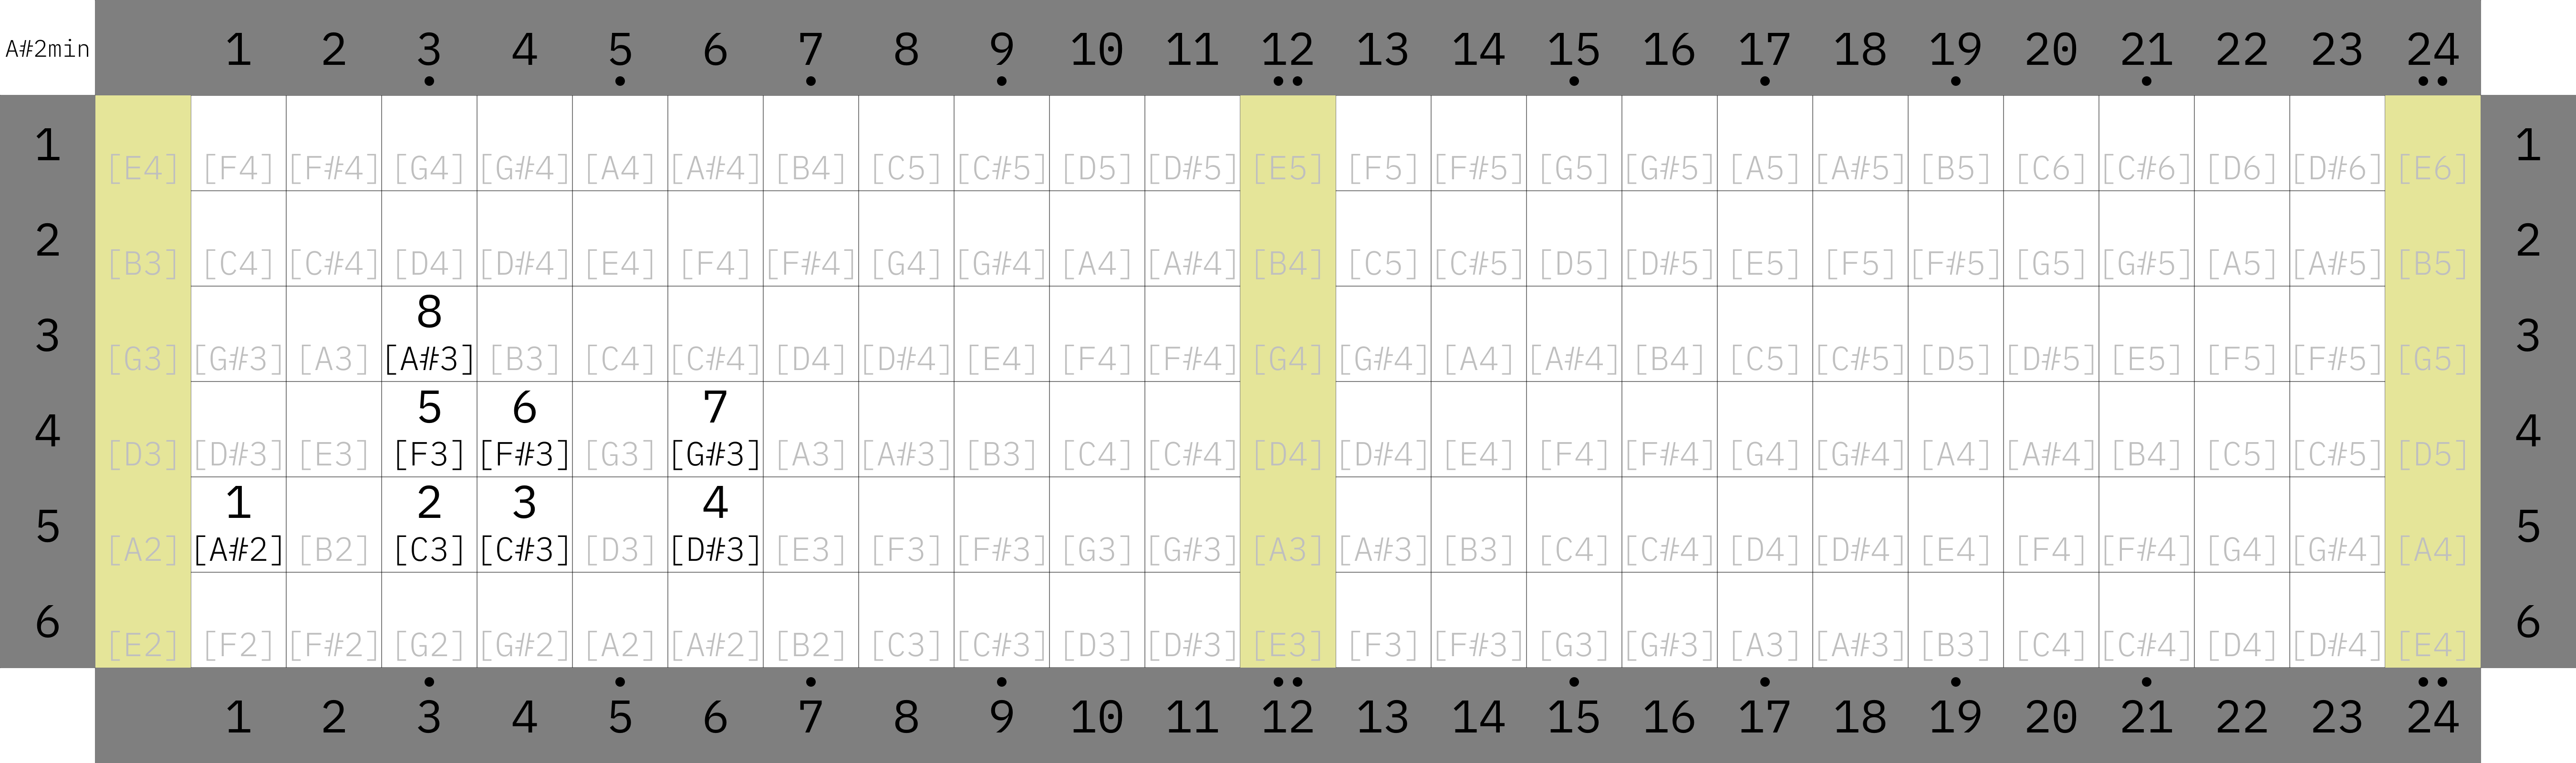 A#2min 1 2 3 4 5 6 7 8 9 10 11 12 13 14 15 16 17 18 19 20 21 22 23 24
1 [E4] [F4] [F#4] [G4] [G#4] [A4] [A#4] [B4] [C5] [C#5] [D5] [D#5] [E5] [F5] [F#5] [G5] [G#5] [A5] [A#5] [B5] [C6] [C#6] [D6] [D#6] [E6] 1
2 [B3] [C4] [C#4] [D4] [D#4] [E4] [F4] [F#4] [G4] [G#4] [A4] [A#4] [B4] [C5] [C#5] [D5] [D#5] [E5] [F5] [F#5] [G5] [G#5] [A5] [A#5] [B5] 2
8
3 [G3] [G#3] [A3] [A#3] [B3] [C4] [C#4] [D4] [D#4] [E4] [F4] [F#4] [G4] [G#4] [A4] [A#4] [B4] [C5] [C#5] [D5] [D#5] [E5] [F5] [F#5] [G5] 3
5 6 7
4 [D3] [D#3] [E3] [F3] [F#3] [G3] [G#3] [A3] [A#3] [B3] [C4] [C#4] [D4] [D#4] [E4] [F4] [F#4] [G4] [G#4] [A4] [A#4] [B4] [C5] [C#5] [D5] 4
1 2 3 4
5 [A2] [A#2] [B2] [C3] [C#3] [D3] [D#3] [E3] [F3] [F#3] [G3] [G#3] [A3] [A#3] [B3] [C4] [C#4] [D4] [D#4] [E4] [F4] [F#4] [G4] [G#4] [A4] 5
6 [E2] [F2] [F#2] [G2] [G#2] [A2] [A#2] [B2] [C3] [C#3] [D3] [D#3] [E3] [F3] [F#3] [G3] [G#3] [A3] [A#3] [B3] [C4] [C#4] [D4] [D#4] [E4] 6
1 2 3 4 5 6 7 8 9 10 11 12 13 14 15 16 17 18 19 20 21 22 23 24